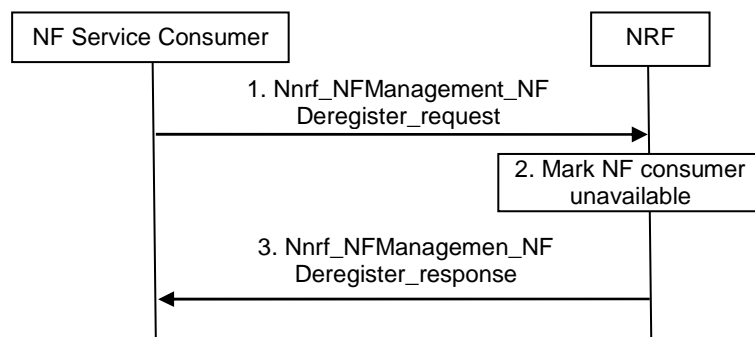 NF Service Consumer
NRF
1. Nnrf_NFManagement_NF
Deregister_request
2. Mark NF consumer
unavailable
3. Nnrf_NFManagemen_NF
Deregister_response